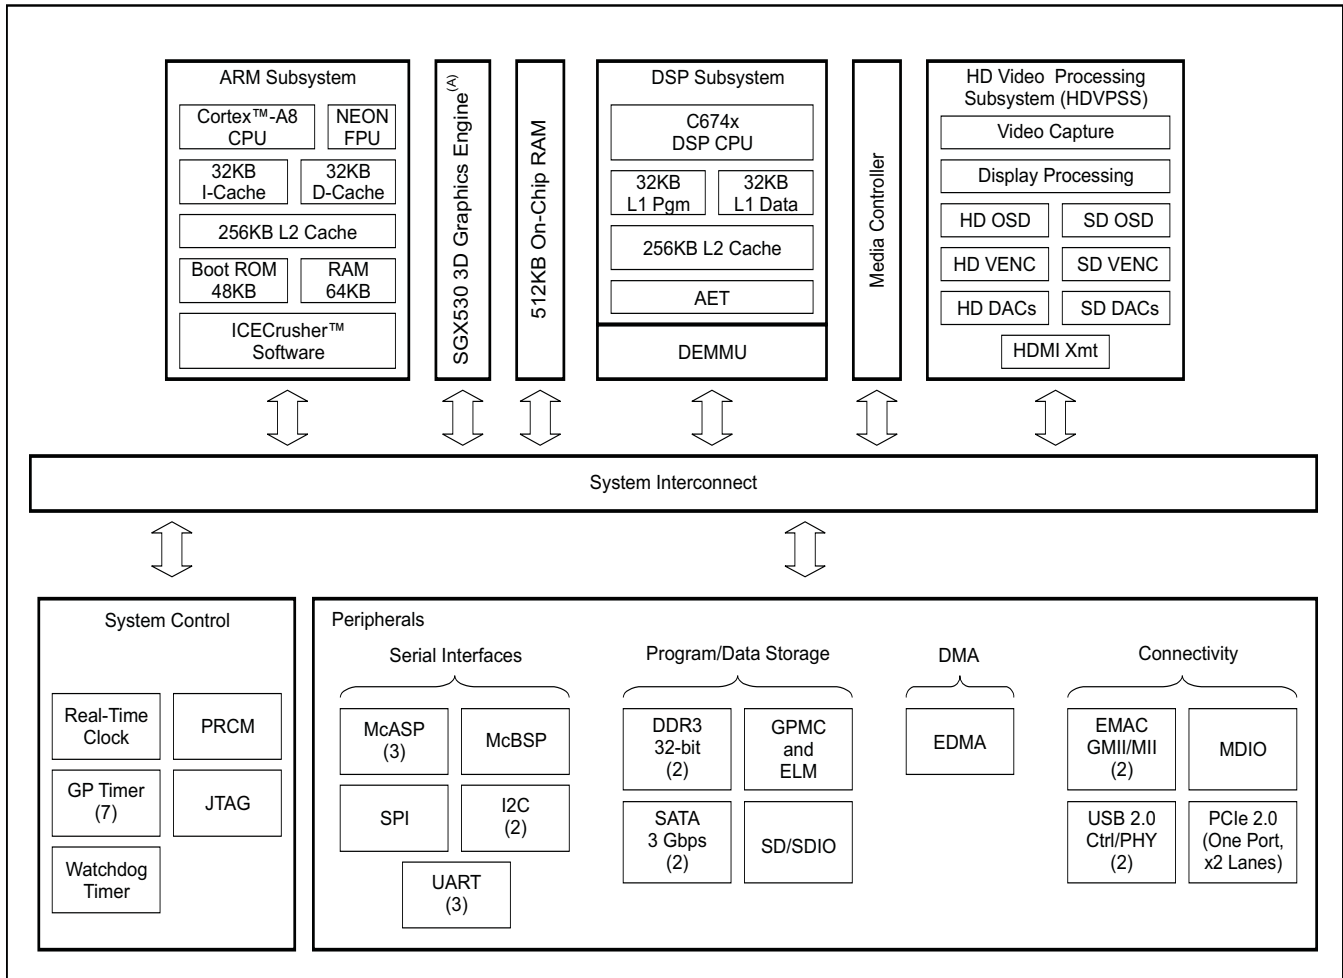 ARM Subsystem
Cortex™-A8
CPU
NEON
FPU
32KB
I-Cache
32KB
D-Cache
256KB L2 Cache
Boot ROM
48KB
RAM
64KB
ICECrusher™
Software
SGX530 3D Graphics Engine(A)
512KB On-Chip RAM
DSP Subsystem
C674x
DSP CPU
32KB
L1 Pgm
32KB
L1 Data
256KB L2 Cache
AET
DEMMU
Media Controller
HD Video Processing
Subsystem (HDVPSS)
Video Capture
Display Processing
HD OSD
SD OSD
HD VENC
SD VENC
HD DACs
SD DACs
HDMI Xmt
System Interconnect
System Control
Real-Time
Clock
PRCM
GP Timer
(7)
JTAG
Watchdog
Timer
Peripherals
Serial Interfaces
McASP
(3)
McBSP
SPI
I2C
(2)
UART
(3)
Program/Data Storage
DDR3
32-bit
(2)
GPMC
and
ELM
SATA
3 Gbps
(2)
SD/SDIO
DMA
EDMA
Connectivity
EMAC
GMII/MII
(2)
MDIO
USB 2.0
Ctrl/PHY
(2)
PCIe 2.0
(One Port,
x2 Lanes)